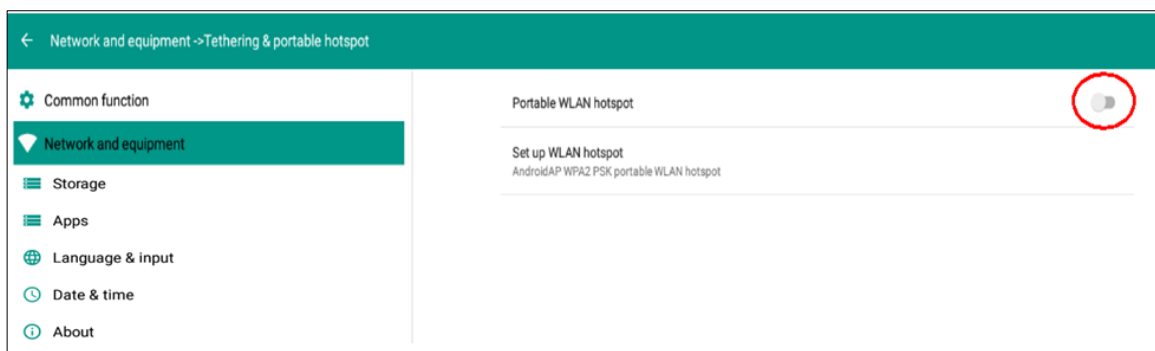 Network and equipment ->Tethering & portable hotspot
Common function
Network and equipment
Storage
Apps
Language & input
Date & time
About
Portable WLAN hotspot
Set up WLAN hotspot
AndroidAP WPA2 PSK portable WLAN hotspot